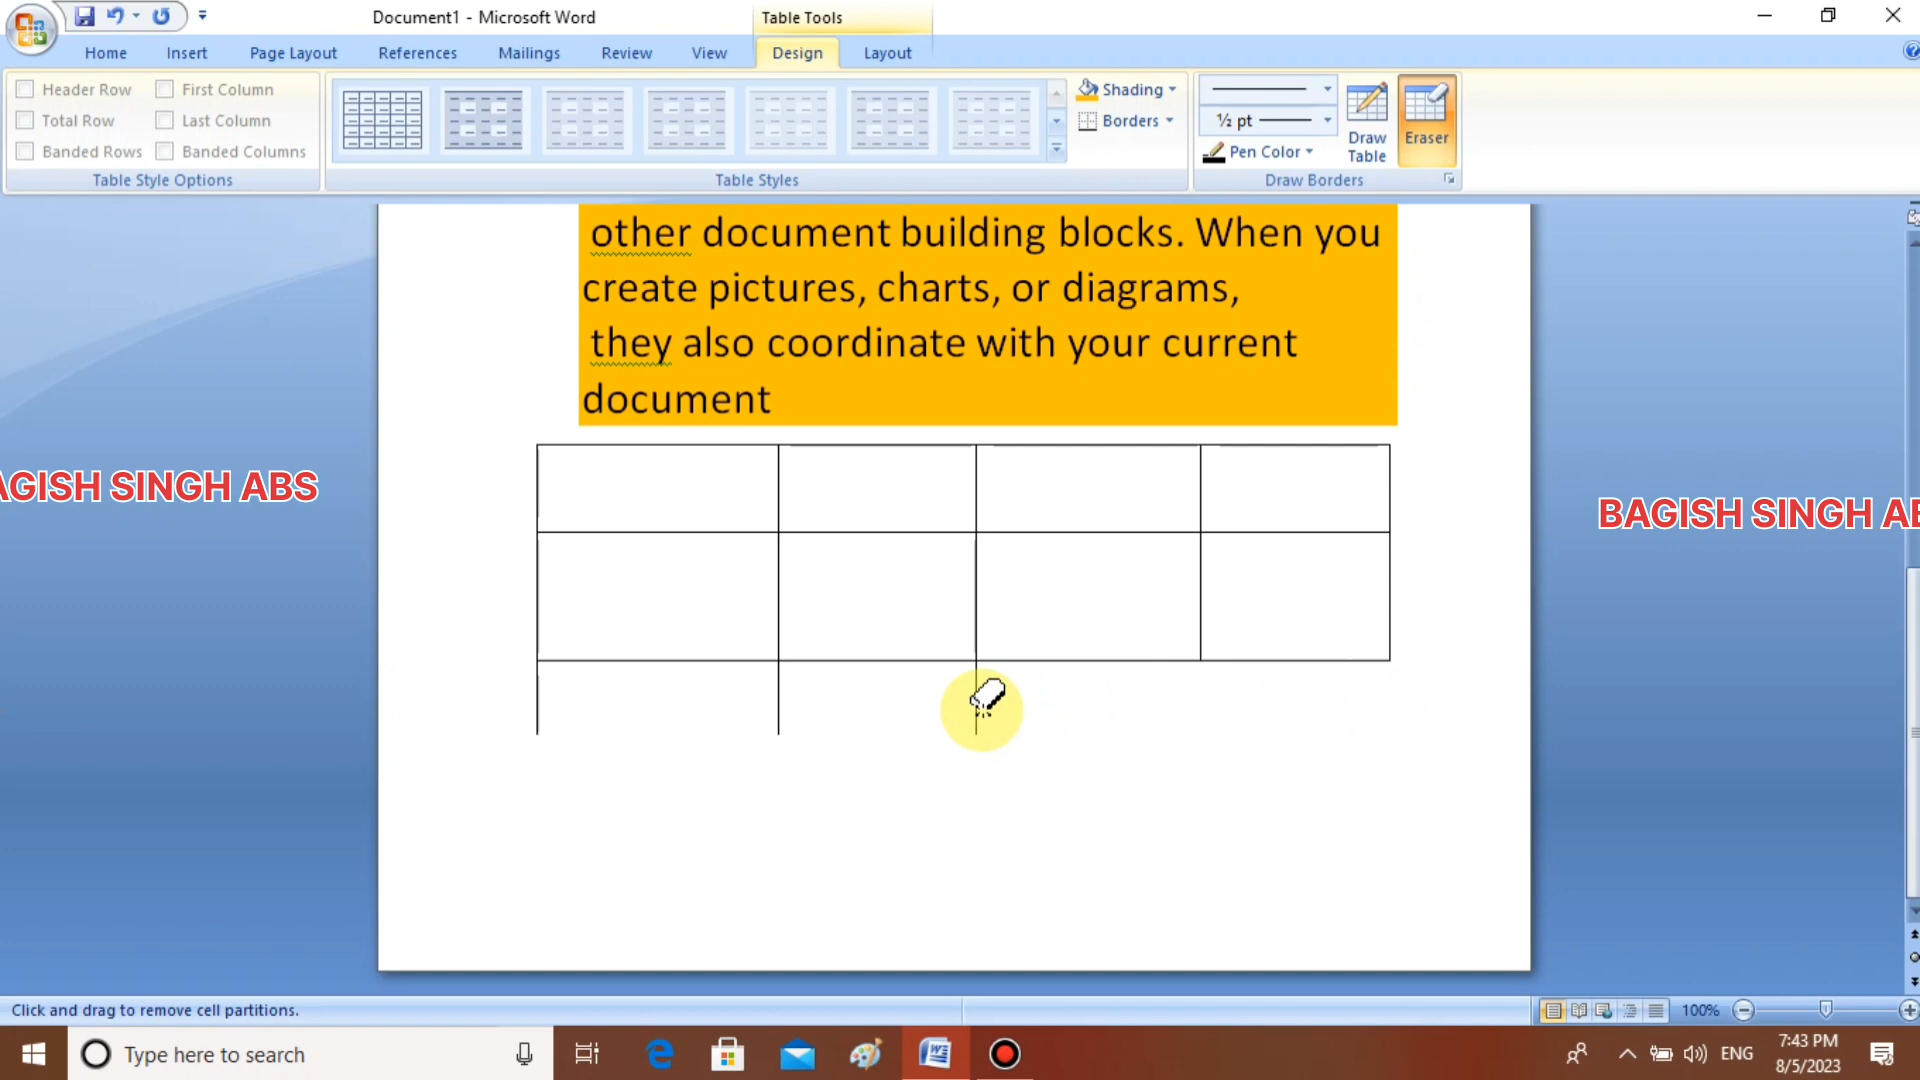 Document1 - Microsoft Word
Table Tools
Home Insert Page Layout References Mailings Review View Design Layout
Header Row First Column
Total Row Last Column
Banded Rows Banded Columns
Table Style Options
Table Styles
Shading
Borders
½ pt
Pen Color
Draw Table
Eraser
Draw Borders
other document building blocks. When you
create pictures, charts, or diagrams,
they also coordinate with your current
document
AGISH SINGH ABS
BAGISH SINGH AB
Click and drag to remove cell partitions.
100%
Type here to search
ENG
7:43 PM
8/5/2023